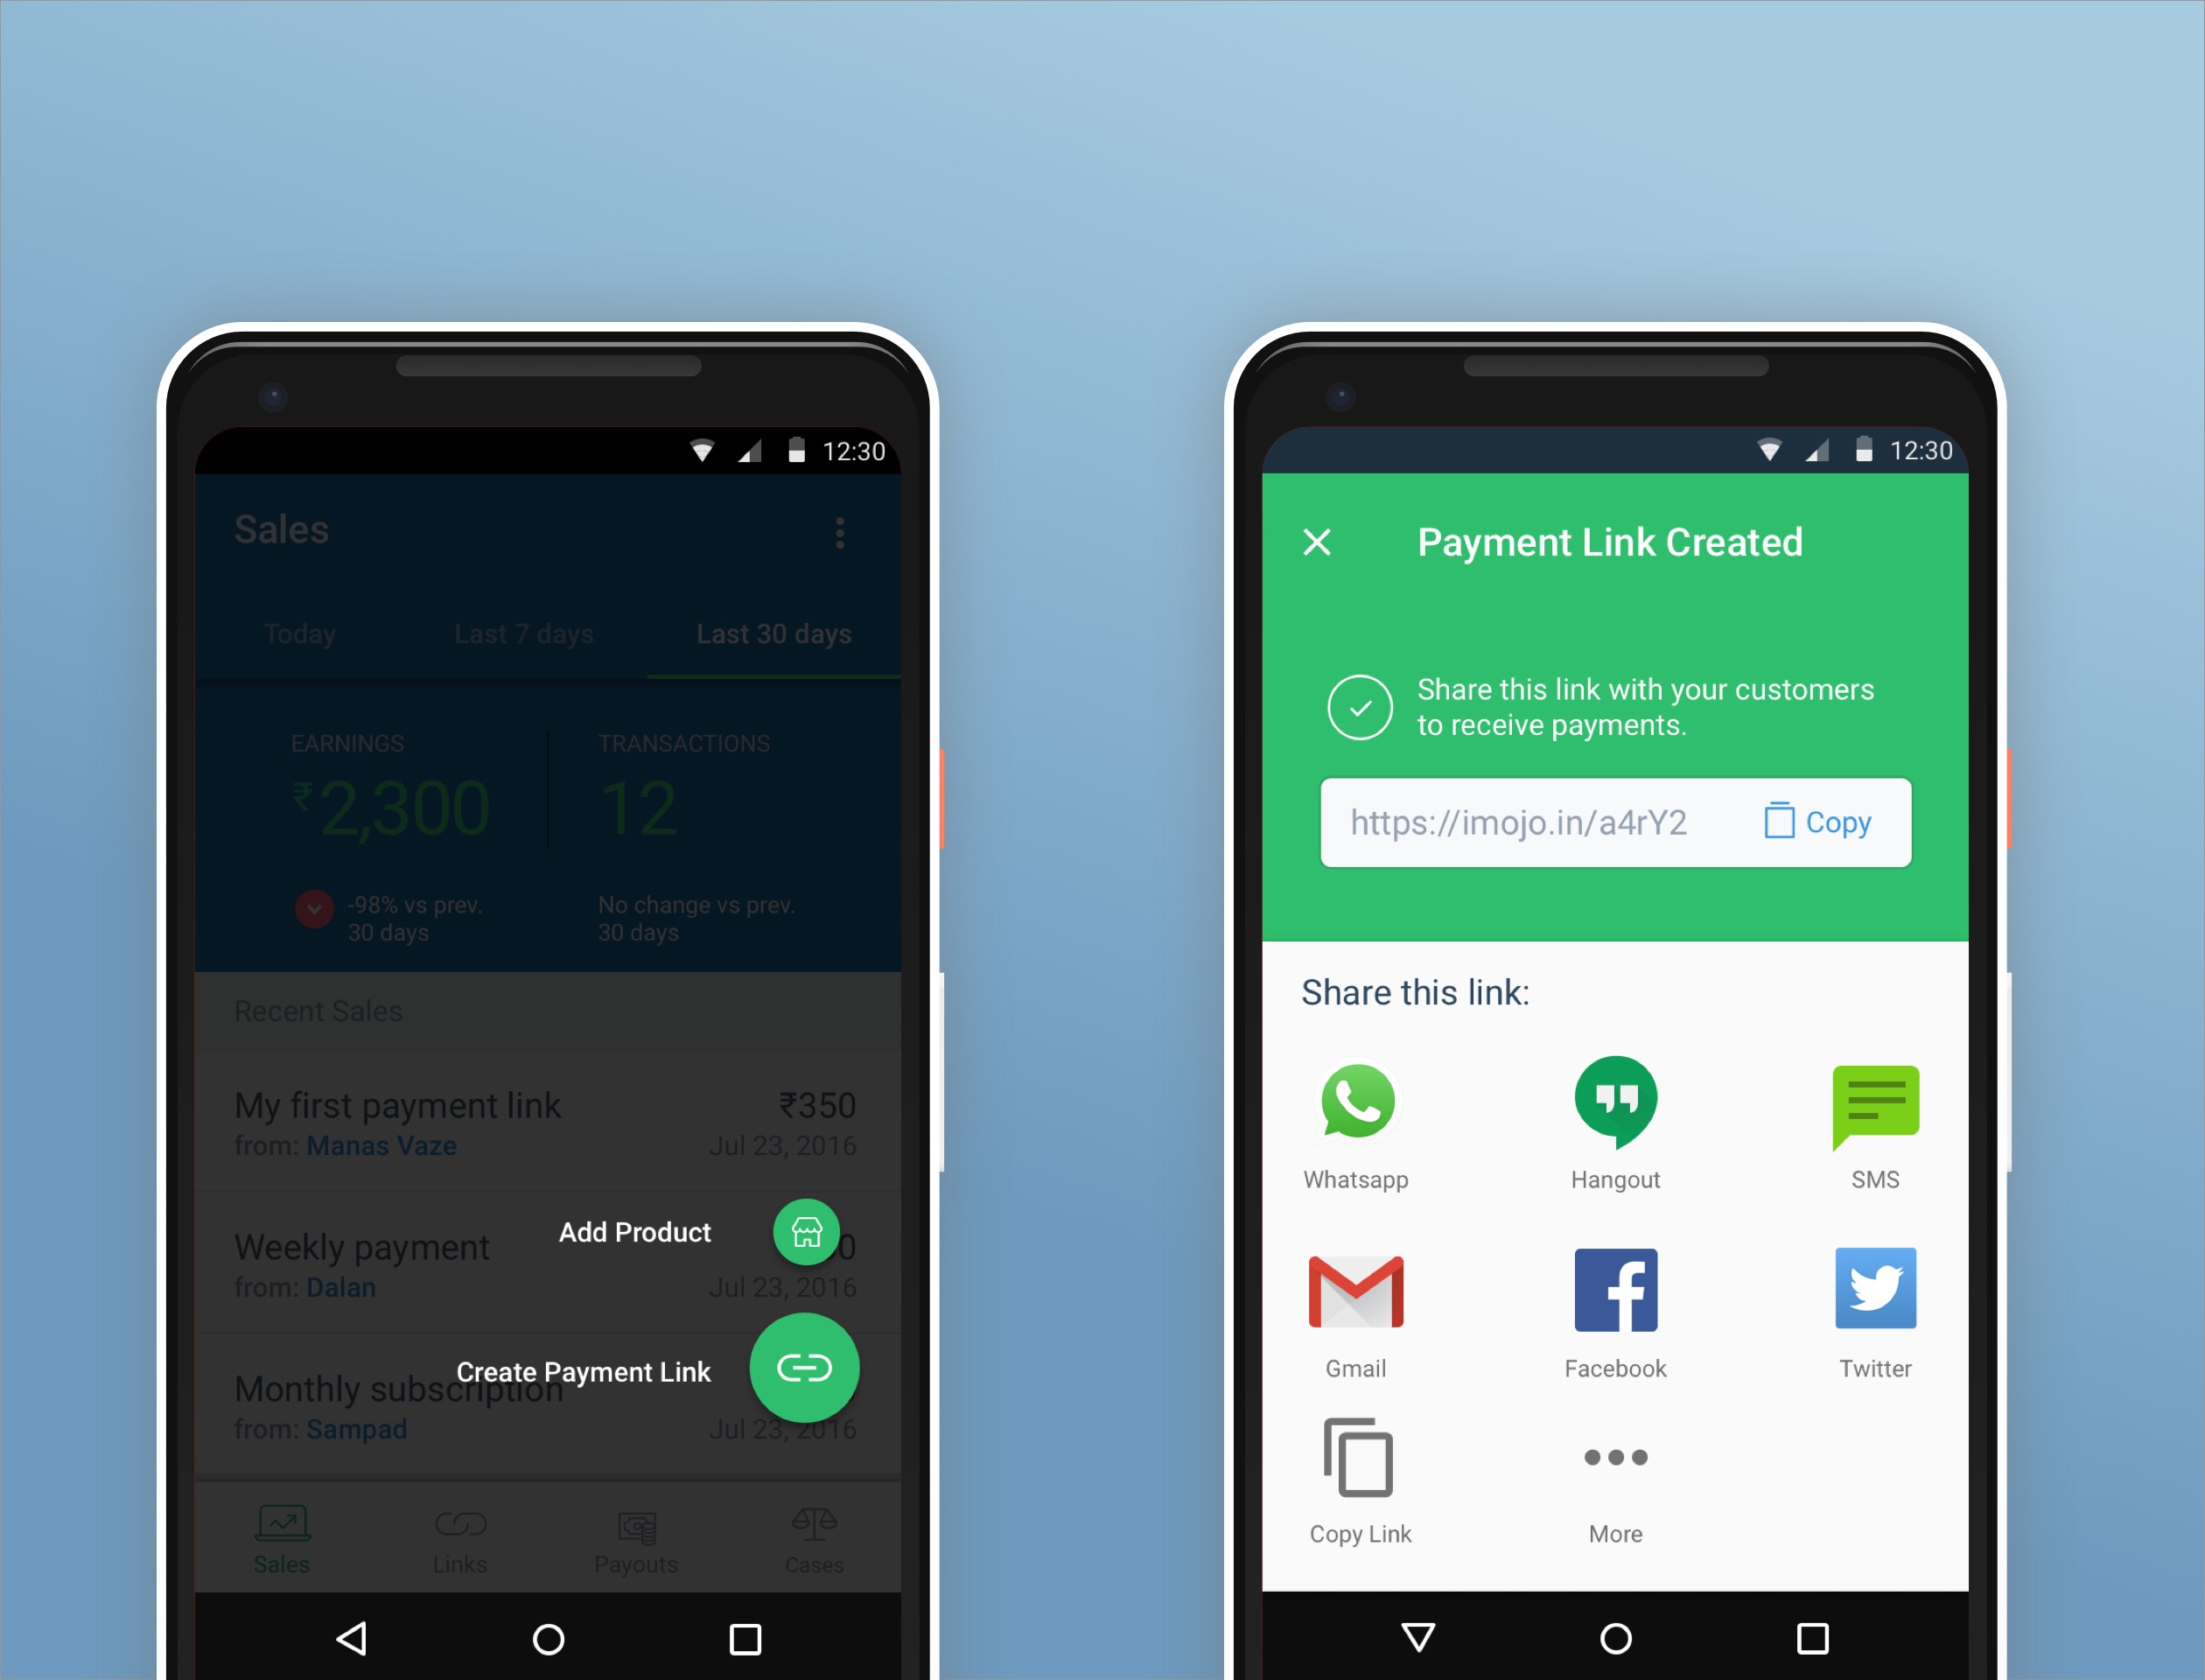 12:30
Sales
Today Last 7 days Last 30 days
EARNINGS TRANSACTIONS
₹2,300 12
-98% vs prev. No change vs prev.
30 days 30 days
Recent Sales
My first payment link ₹350
from: Manas Vaze Jul 23, 2016
Add Product
Weekly payment 0
from: Dalan Jul 23, 2016
Create Payment Link
Monthly subscription
from: Sampad Jul 23, 2016
Sales Links Payouts Cases
12:30
Payment Link Created
Share this link with your customers
to receive payments.
https://imojo.in/a4rY2 Copy
Share this link:
Whatsapp Hangout SMS
Gmail Facebook Twitter
Copy Link More